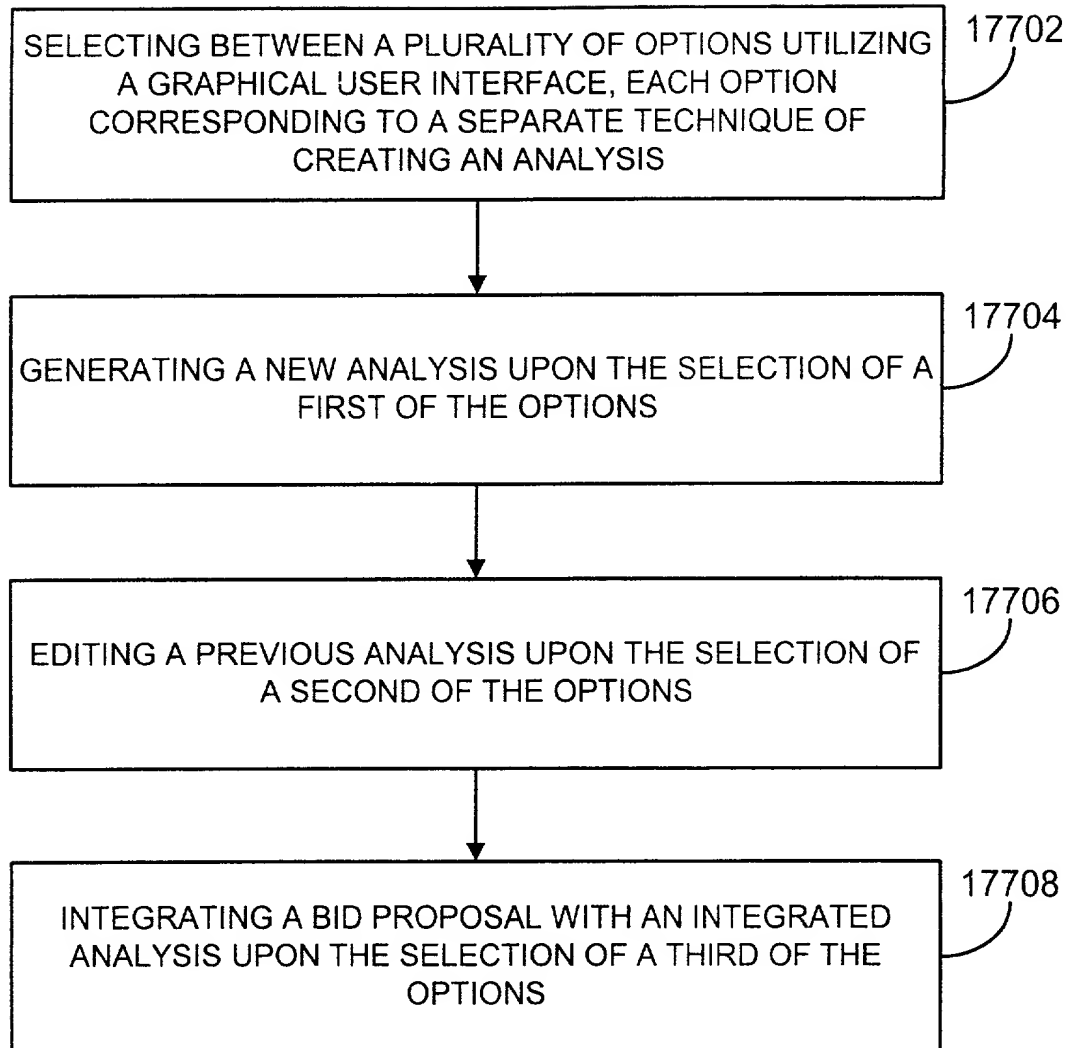 SELECTING BETWEEN A PLURALITY OF OPTIONS UTILIZING
A GRAPHICAL USER INTERFACE, EACH OPTION
CORRESPONDING TO A SEPARATE TECHNIQUE OF
CREATING AN ANALYSIS
17702
GENERATING A NEW ANALYSIS UPON THE SELECTION OF A
FIRST OF THE OPTIONS
17704
EDITING A PREVIOUS ANALYSIS UPON THE SELECTION OF
A SECOND OF THE OPTIONS
17706
INTEGRATING A BID PROPOSAL WITH AN INTEGRATED
ANALYSIS UPON THE SELECTION OF A THIRD OF THE
OPTIONS
17708